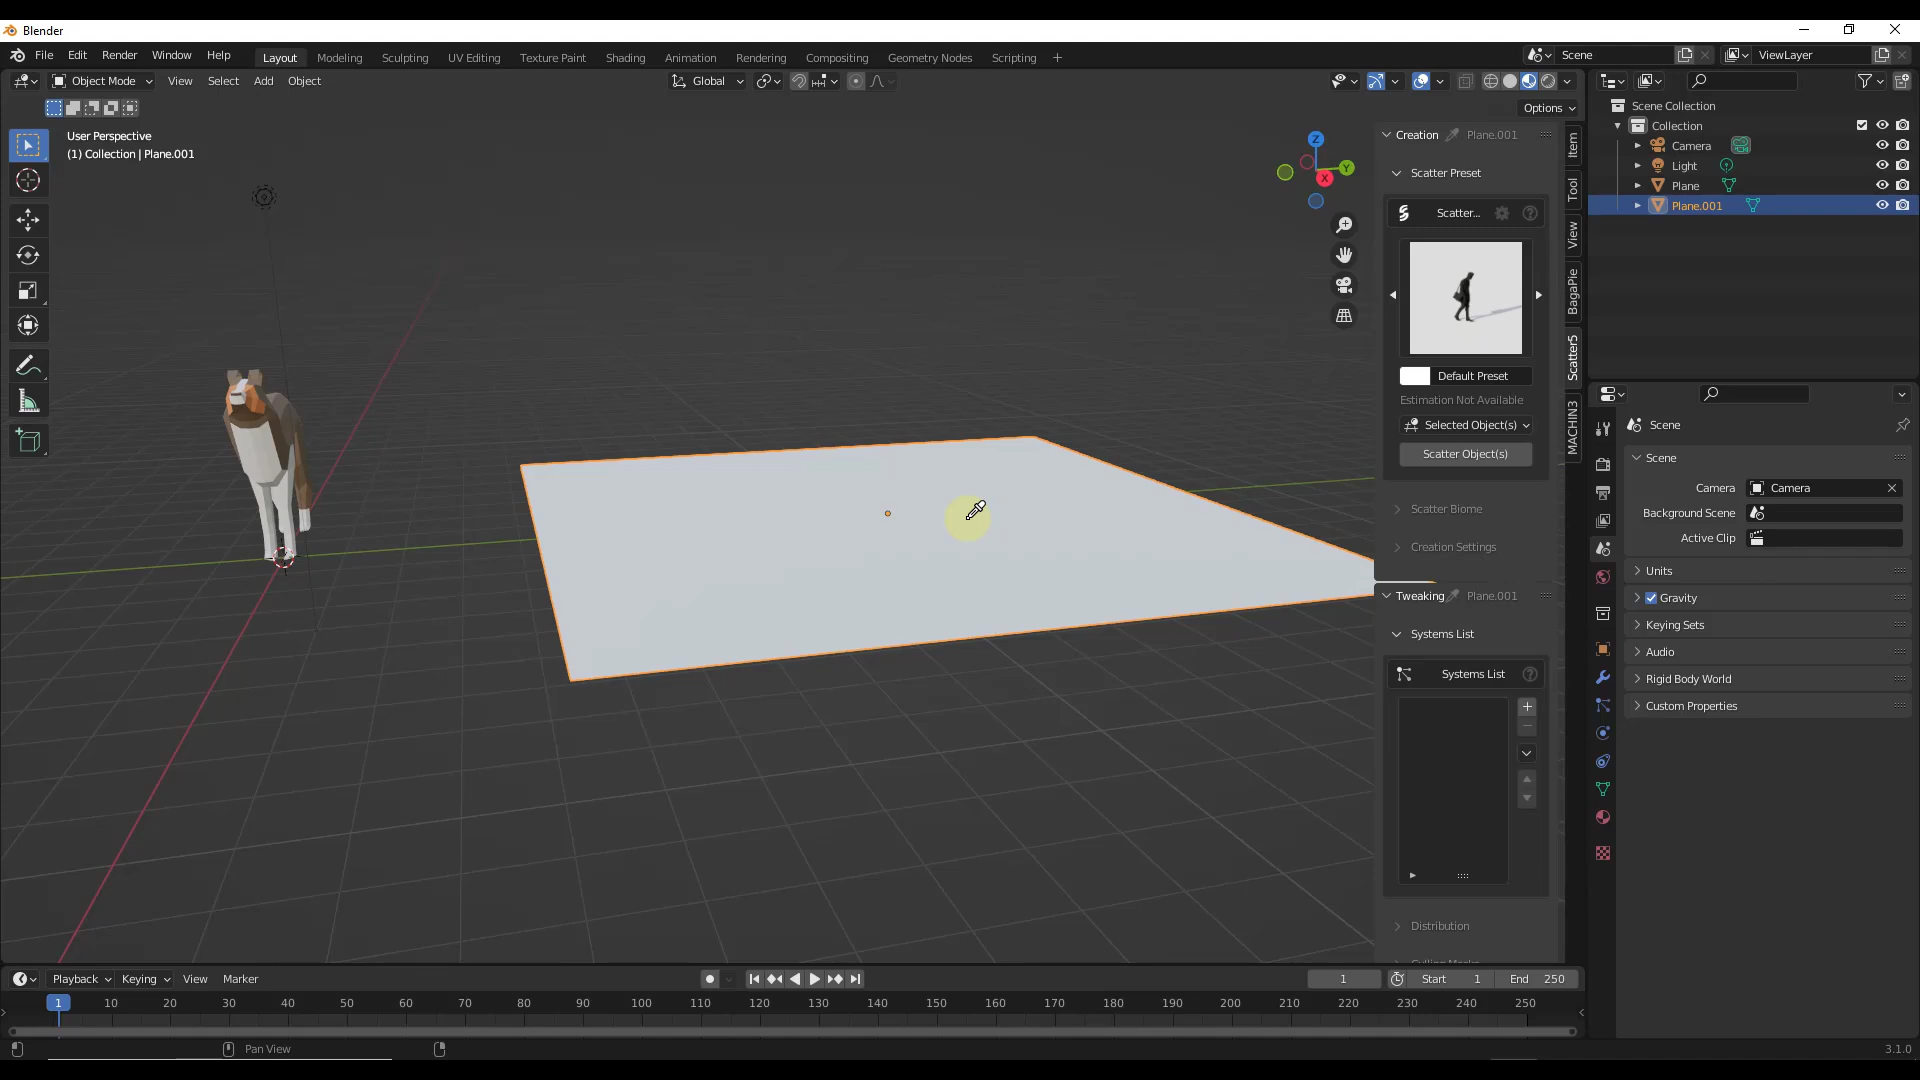 Blender
File Edit Render Window Help
Layout Modeling Sculpting UV Editing Texture Paint Shading Animation Rendering Compositing Geometry Nodes Scripting +
Scene
ViewLayer
Object Mode View Select Add Object
Global
Options
User Perspective
(1) Collection | Plane.001
Z
Y
X
Creation Plane.001
Scatter Preset
Scatter...
Default Preset
Estimation Not Available
Selected Object(s)
Scatter Object(s)
Scatter Biome
Creation Settings
Tweaking Plane.001
Systems List
Systems List
Distribution
Item
Tool
View
BagaPie
Scatter5
MACHIN3
Scene Collection
Collection
Camera
Light
Plane
Plane.001
Scene
Scene
Camera Camera
Background Scene
Active Clip
Units
Gravity
Keying Sets
Audio
Rigid Body World
Custom Properties
Playback Keying View Marker
1
Start 1
End 250
1 10 20 30 40 50 60 70 80 90 100 110 120 130 140 150 160 170 180 190 200 210 220 230 240 250
Pan View
3.1.0